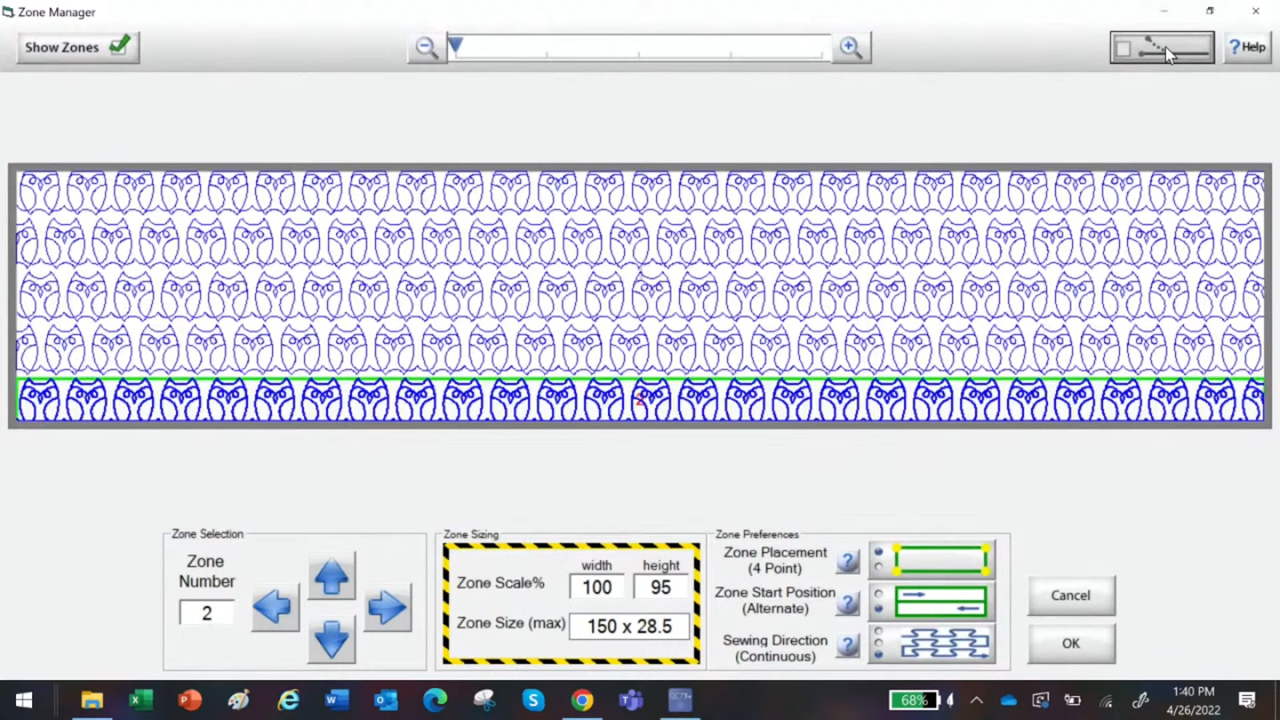 Zone Manager
Show Zones
? Help
2
Zone Selection
Zone
Number
2
Zone Sizing
width
height
Zone Scale%
100
95
Zone Size (max)
150 x 28.5
Zone Preferences
Zone Placement
(4 Point)
?
Zone Start Position
(Alternate)
?
Sewing Direction
(Continuous)
?
Cancel
OK
68%
1:40 PM
4/26/2022